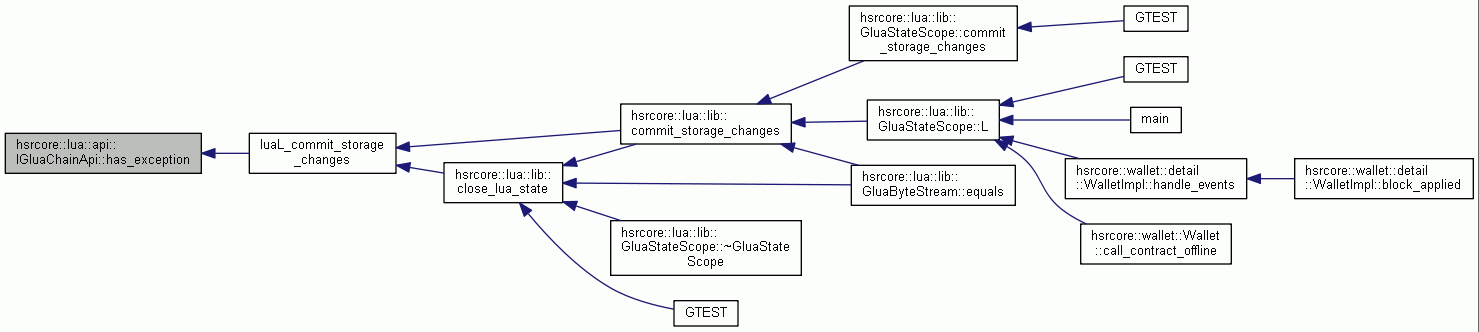 hsrcore::lua::api::
IGluaChainApi::has_exception
luaL_commit_storage
_changes
hsrcore::lua::lib::
commit_storage_changes
hsrcore::lua::lib::
close_lua_state
hsrcore::lua::lib::
GluaStateScope::commit
_storage_changes
GTEST
hsrcore::lua::lib::
GluaStateScope::L
GTEST
main
hsrcore::wallet::detail
::WalletImpl::handle_events
hsrcore::wallet::detail
::WalletImpl::block_applied
hsrcore::wallet::Wallet
::call_contract_offline
hsrcore::lua::lib::
GluaByteStream::equals
hsrcore::lua::lib::
GluaStateScope::~GluaState
Scope
GTEST